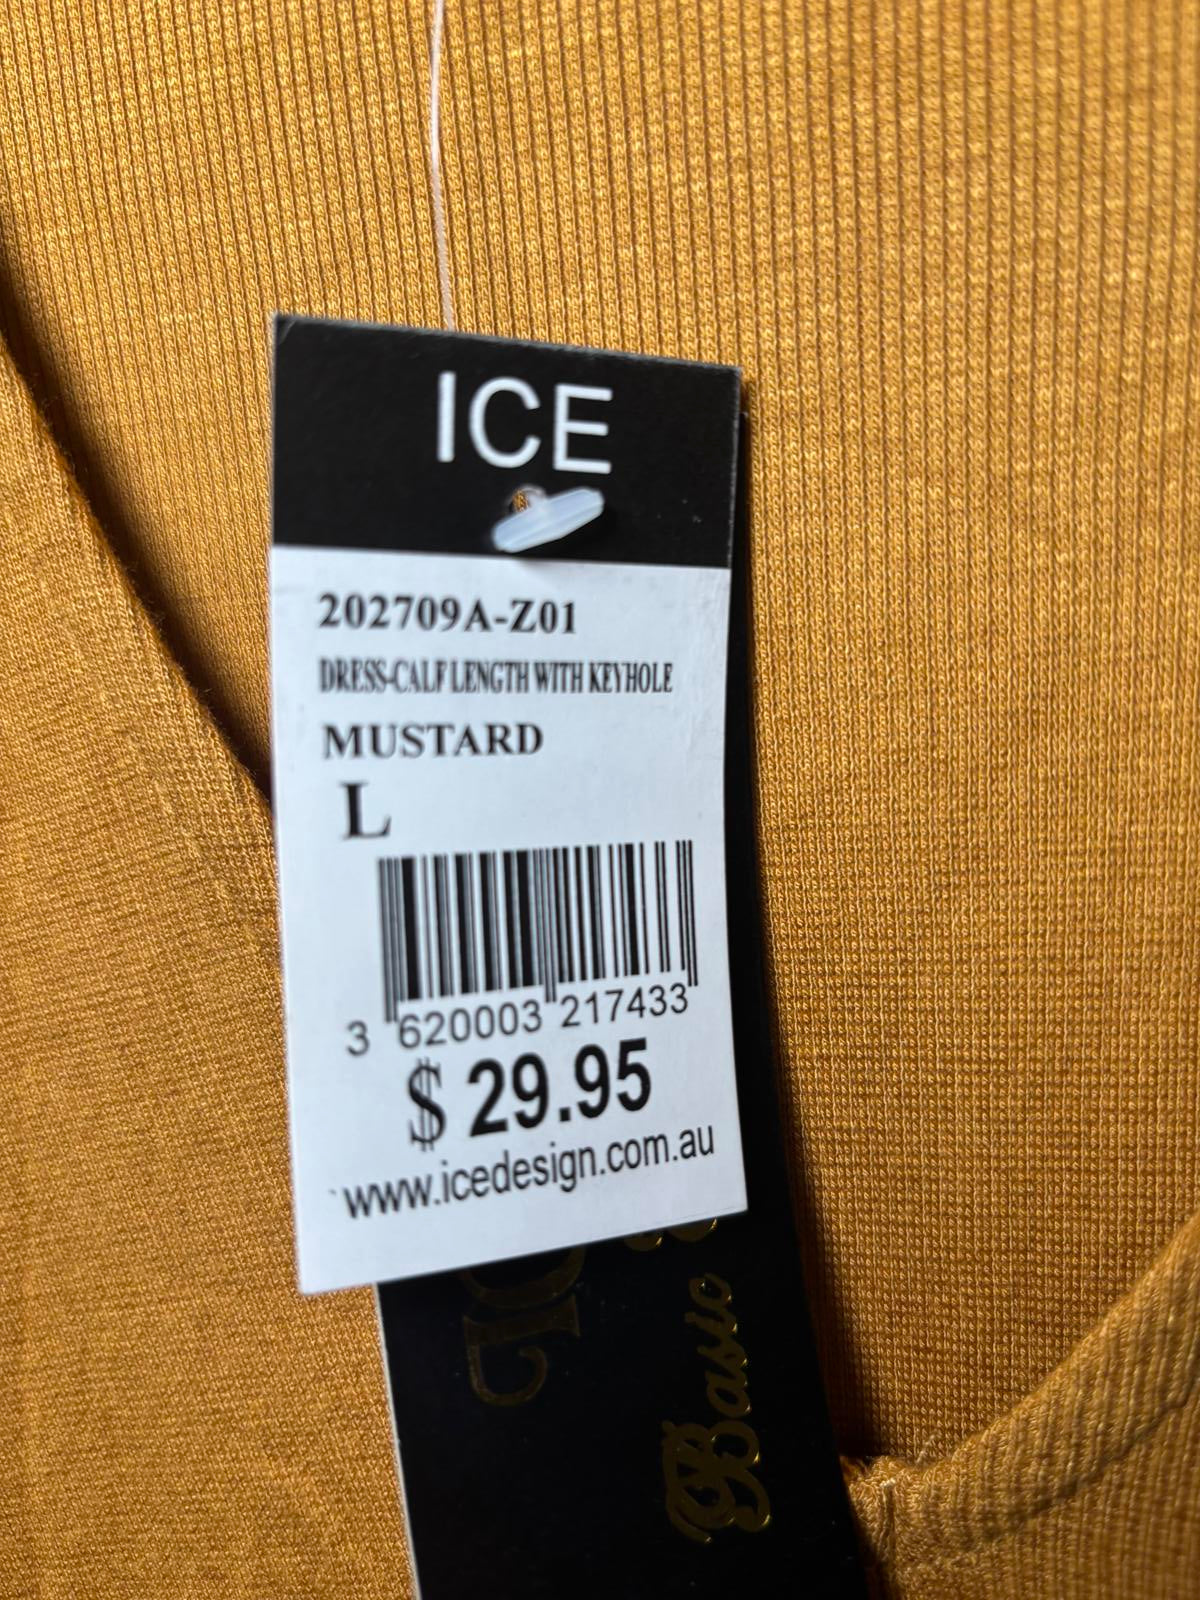 ICE
202709A-Z01
DRESS-CALF LENGTH WITH KEYHOLE
MUSTARD
L
3 620003 217433
$ 29.95
www.icedesign.com.au
Basic